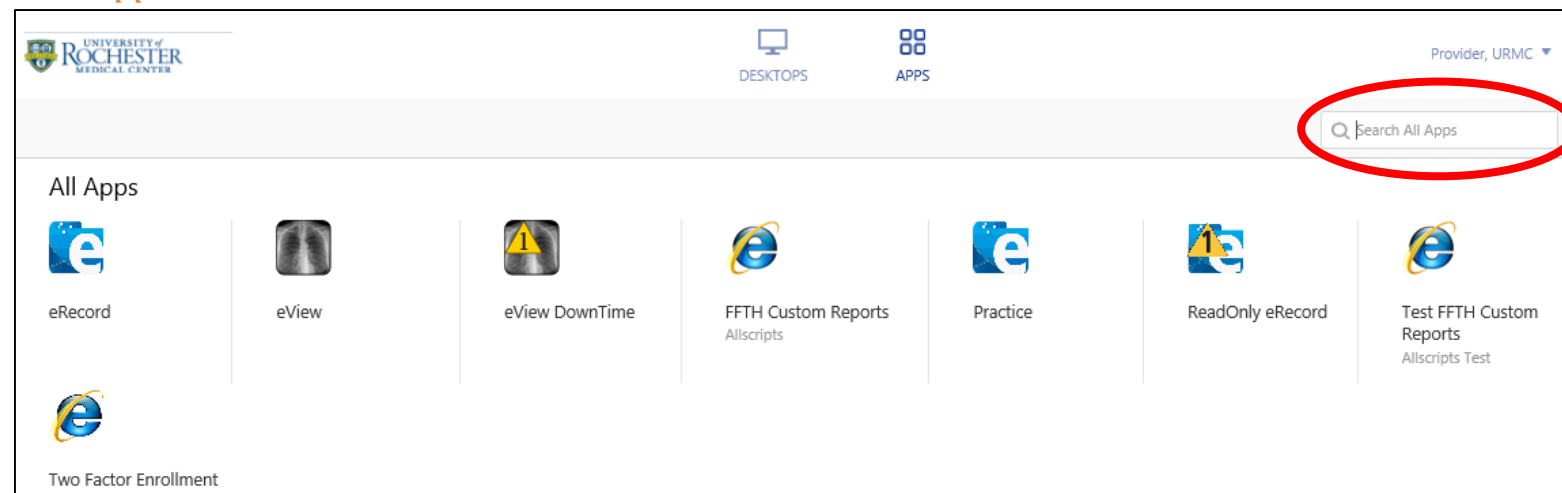 UNIVERSITY of
ROCHESTER
MEDICAL CENTER
DESKTOPS
APPS
Provider, URMC
Search All Apps
All Apps
eRecord
eView
1
eView DownTime
FFTH Custom Reports
Allscripts
Practice
1
ReadOnly eRecord
Test FFTH Custom
Reports
Allscripts Test
Two Factor Enrollment